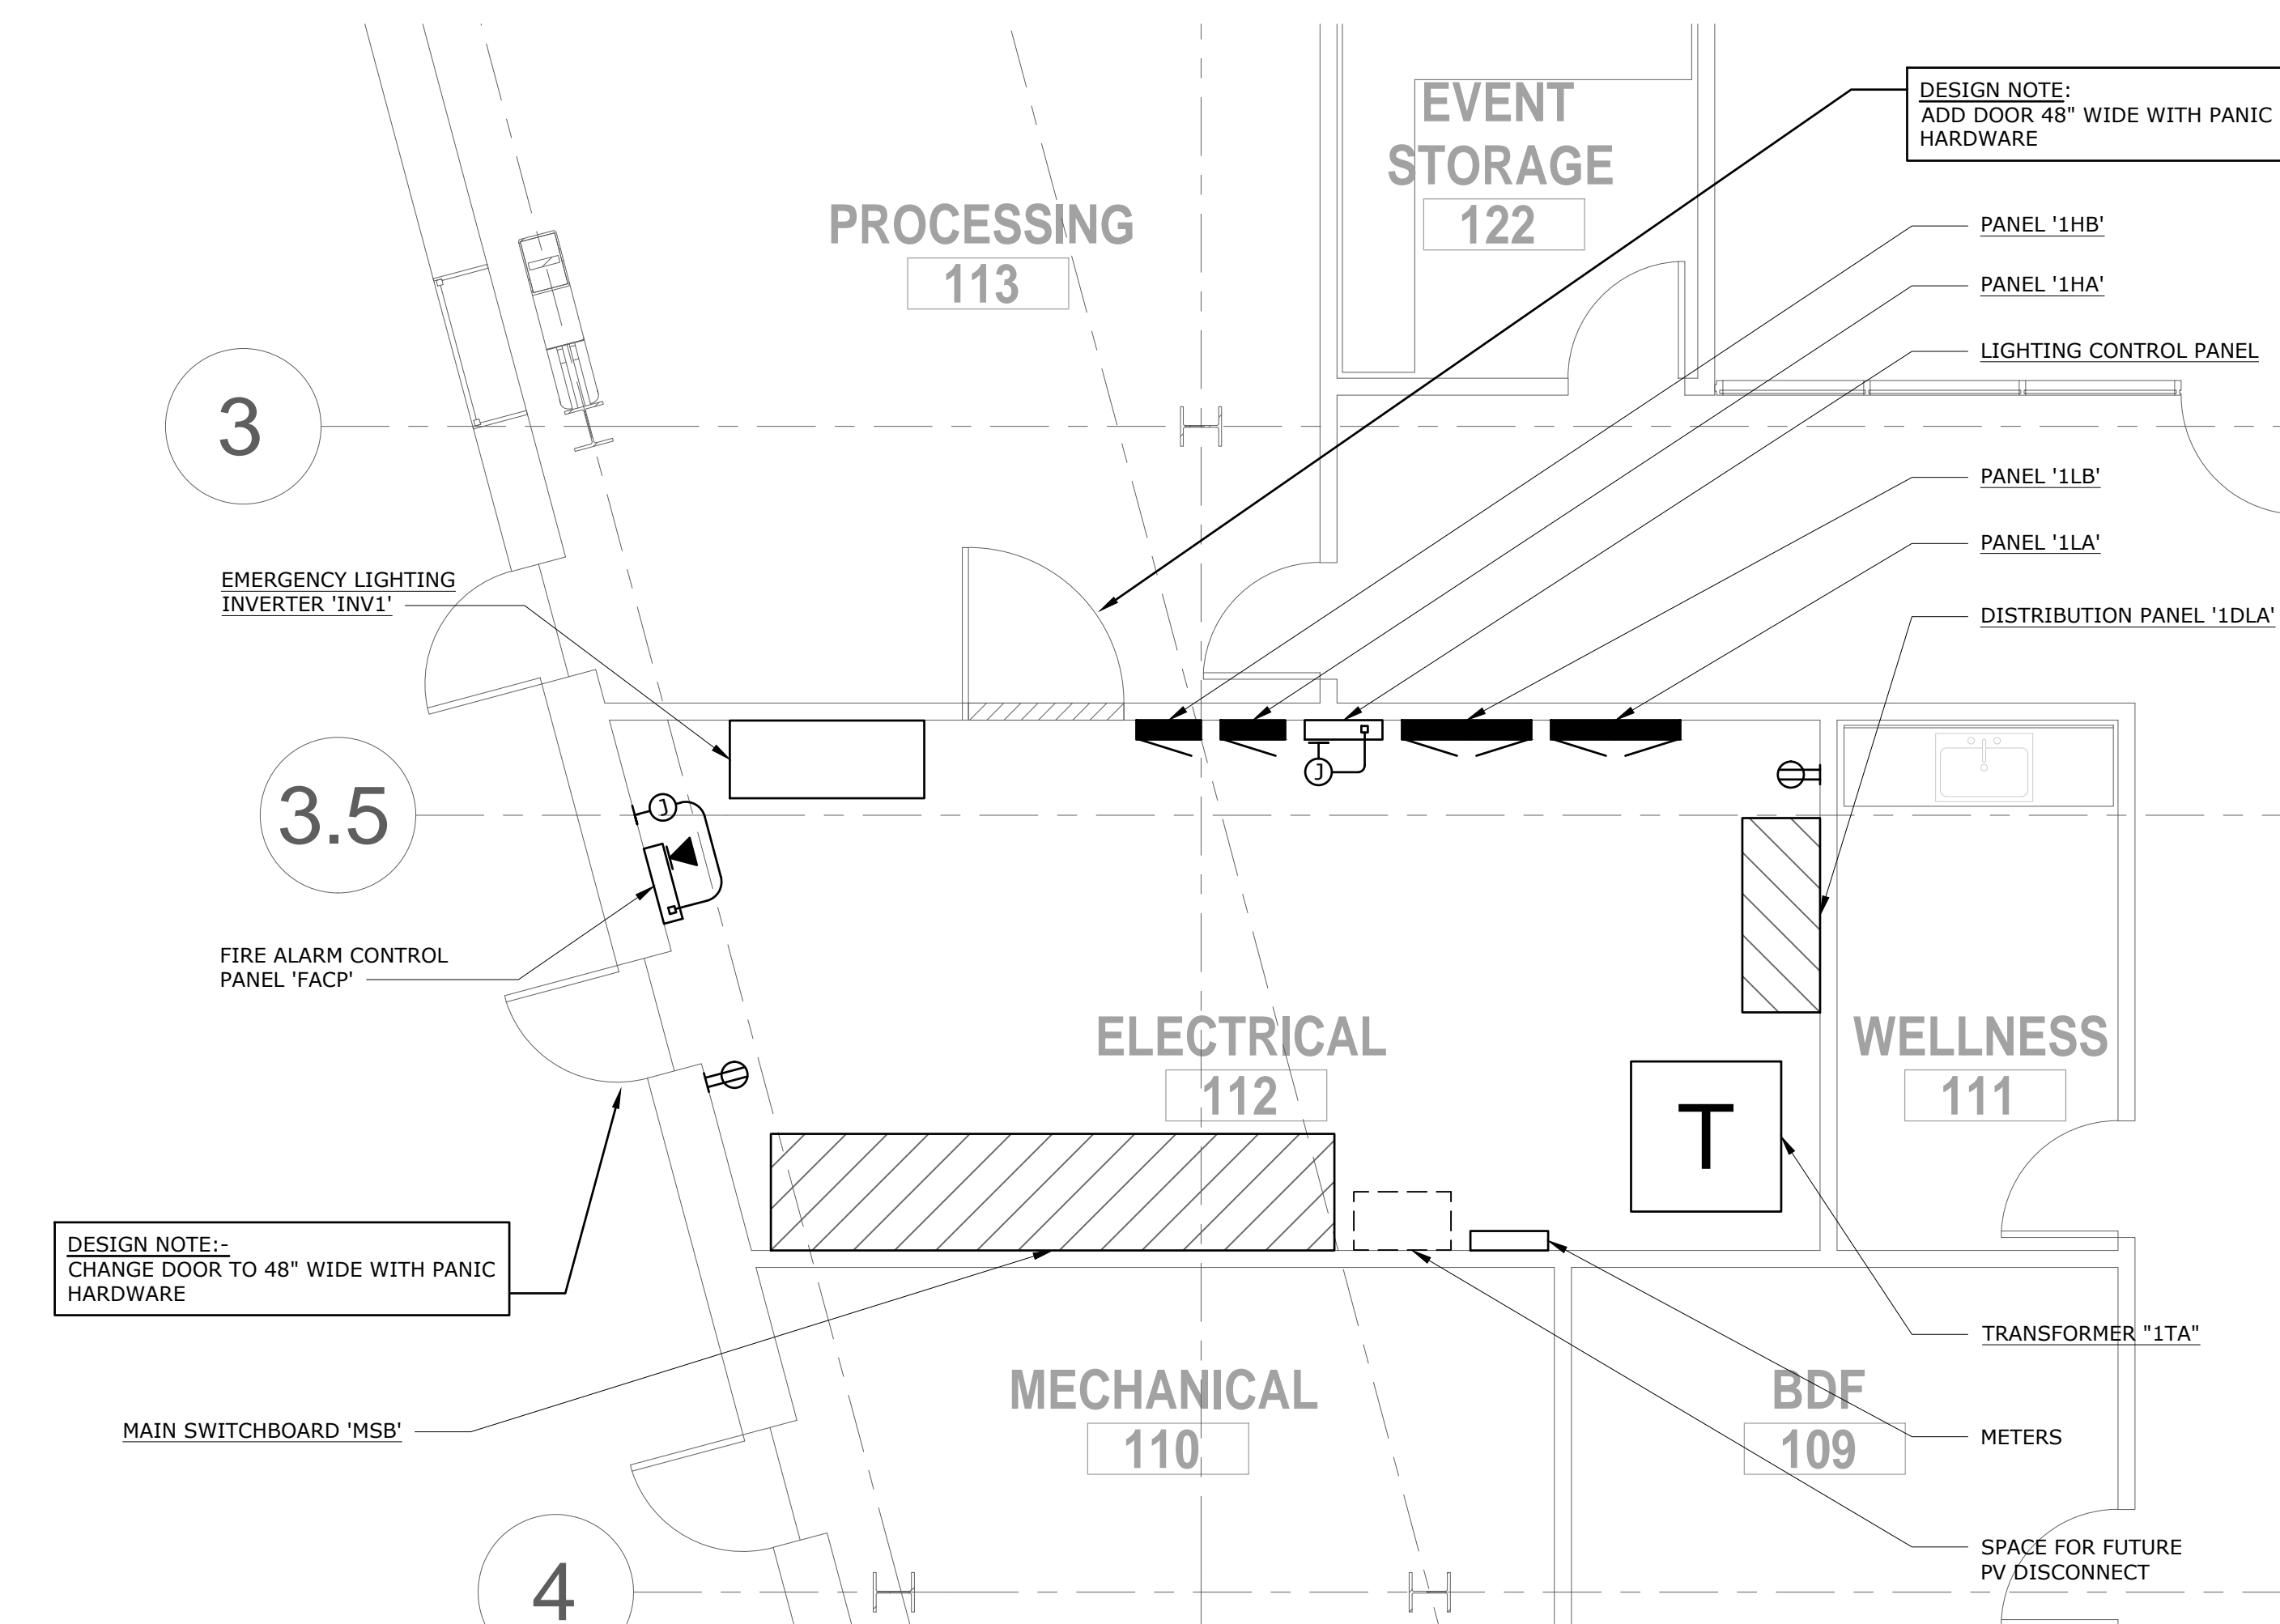 EVENT
STORAGE
122
DESIGN NOTE:
ADD DOOR 48" WIDE WITH PANIC
HARDWARE
PROCESSING
113
PANEL '1HB'
PANEL '1HA'
LIGHTING CONTROL PANEL
3
PANEL '1LB'
PANEL '1LA'
EMERGENCY LIGHTING
INVERTER 'INV1'
DISTRIBUTION PANEL '1DLA'
J
J
3.5
FIRE ALARM CONTROL
PANEL 'FACP'
ELECTRICAL
112
WELLNESS
111
T
DESIGN NOTE:-
CHANGE DOOR TO 48" WIDE WITH PANIC
HARDWARE
TRANSFORMER "1TA"
MECHANICAL
110
BDF
109
MAIN SWITCHBOARD 'MSB'
METERS
SPACE FOR FUTURE
PV DISCONNECT
4